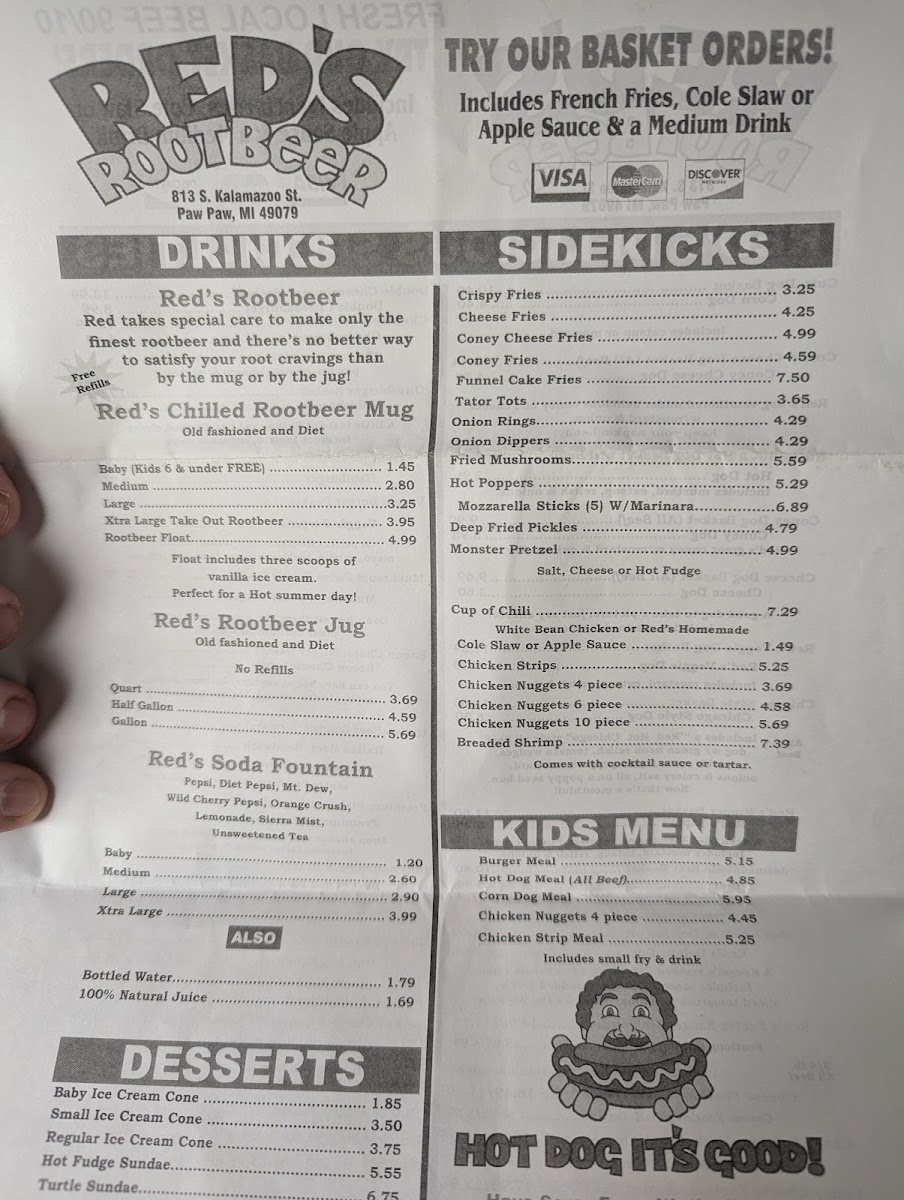 RED'S
ROOTBeeR
813 S. Kalamazoo St.
Paw Paw, MI 49079
TRY OUR BASKET ORDERS!
Includes French Fries, Cole Slaw or
Apple Sauce & a Medium Drink
VISA
MasterCard
DISCOVER
NETWORK
DRINKS
Red's Rootbeer
Red takes special care to make only the
finest rootbeer and there's no better way
to satisfy your root cravings than
by the mug or by the jug!
Free
Refills
Red's Chilled Rootbeer Mug
Old fashioned and Diet
Baby (Kids 6 & under FREE) ........................ 1.45
Medium ........................ 2.80
Large ........................ 3.25
Xtra Large Take Out Rootbeer ........................ 3.95
Rootbeer Float ........................ 4.99
Float includes three scoops of
vanilla ice cream.
Perfect for a Hot summer day!
Red's Rootbeer Jug
Old fashioned and Diet
No Refills
Quart ........................ 3.69
Half Gallon ........................ 4.59
Gallon ........................ 5.69
Red's Soda Fountain
Pepsi, Diet Pepsi, Mt. Dew,
Wild Cherry Pepsi, Orange Crush,
Lemonade, Sierra Mist,
Unsweetened Tea
Baby ........................ 1.20
Medium ........................ 2.60
Large ........................ 2.90
Xtra Large ........................ 3.99
ALSO
Bottled Water ........................ 1.79
100% Natural Juice ........................ 1.69
DESSERTS
Baby Ice Cream Cone ........................ 1.85
Small Ice Cream Cone ........................ 3.50
Regular Ice Cream Cone ........................ 3.75
Hot Fudge Sundae ........................ 5.55
Turtle Sundae ........................ 6.75
SIDEKICKS
Crispy Fries ........................ 3.25
Cheese Fries ........................ 4.25
Coney Cheese Fries ........................ 4.99
Coney Fries ........................ 4.59
Funnel Cake Fries ........................ 7.50
Tator Tots ........................ 3.65
Onion Rings ........................ 4.29
Onion Dippers ........................ 4.29
Fried Mushrooms ........................ 5.59
Hot Poppers ........................ 5.29
Mozzarella Sticks (5) W/Marinara ........................ 6.89
Deep Fried Pickles ........................ 4.79
Monster Pretzel ........................ 4.99
Salt, Cheese or Hot Fudge
Cup of Chili ........................ 7.29
White Bean Chicken or Red's Homemade
Cole Slaw or Apple Sauce ........................ 1.49
Chicken Strips ........................ 5.25
Chicken Nuggets 4 piece ........................ 3.69
Chicken Nuggets 6 piece ........................ 4.58
Chicken Nuggets 10 piece ........................ 5.69
Breaded Shrimp ........................ 7.39
Comes with cocktail sauce or tartar.
KIDS MENU
Burger Meal ........................ 5.15
Hot Dog Meal (All Beef) ........................ 4.85
Corn Dog Meal ........................ 5.95
Chicken Nuggets 4 piece ........................ 4.45
Chicken Strip Meal ........................ 5.25
Includes small fry & drink
HOT DOG IT'S GOOD!